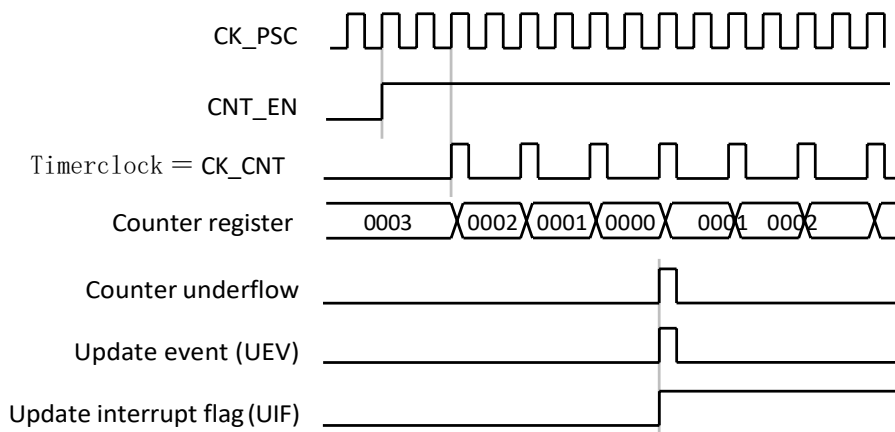 CK_PSC
CNT_EN
Timerclock = CK_CNT
Counter register 0003 0002 0001 0000 0001 0002
Counter underflow
Update event (UEV)
Update interrupt flag (UIF)